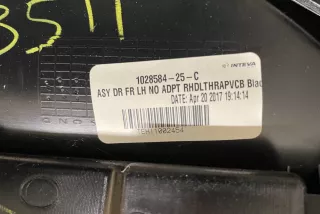 3511
INTEVA
1028584-25-C
ASY DR FR LH NO ADPT RHDLTHRAPVCB Blac
DATE: Apr 20 2017 19:14:14